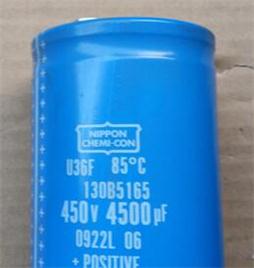 NIPPON
CHEMI-CON
U36F 85°C
130B5165
450V 4500µF
0922L 06
+ POSITIVE